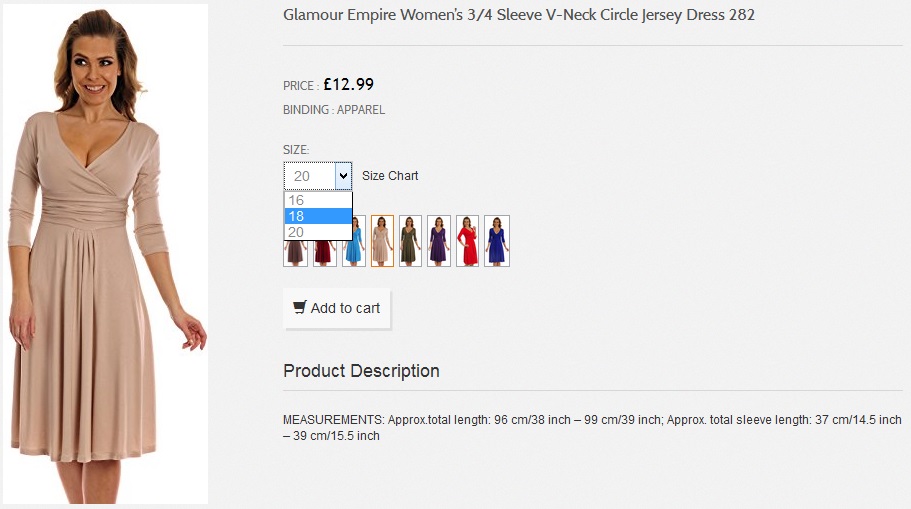 Glamour Empire Women's 3/4 Sleeve V-Neck Circle Jersey Dress 282
PRICE : £12.99
BINDING : APPAREL
SIZE:
20 Size Chart
16
18
20
Add to cart
Product Description
MEASUREMENTS: Approx.total length: 96 cm/38 inch – 99 cm/39 inch; Approx. total sleeve length: 37 cm/14.5 inch
– 39 cm/15.5 inch